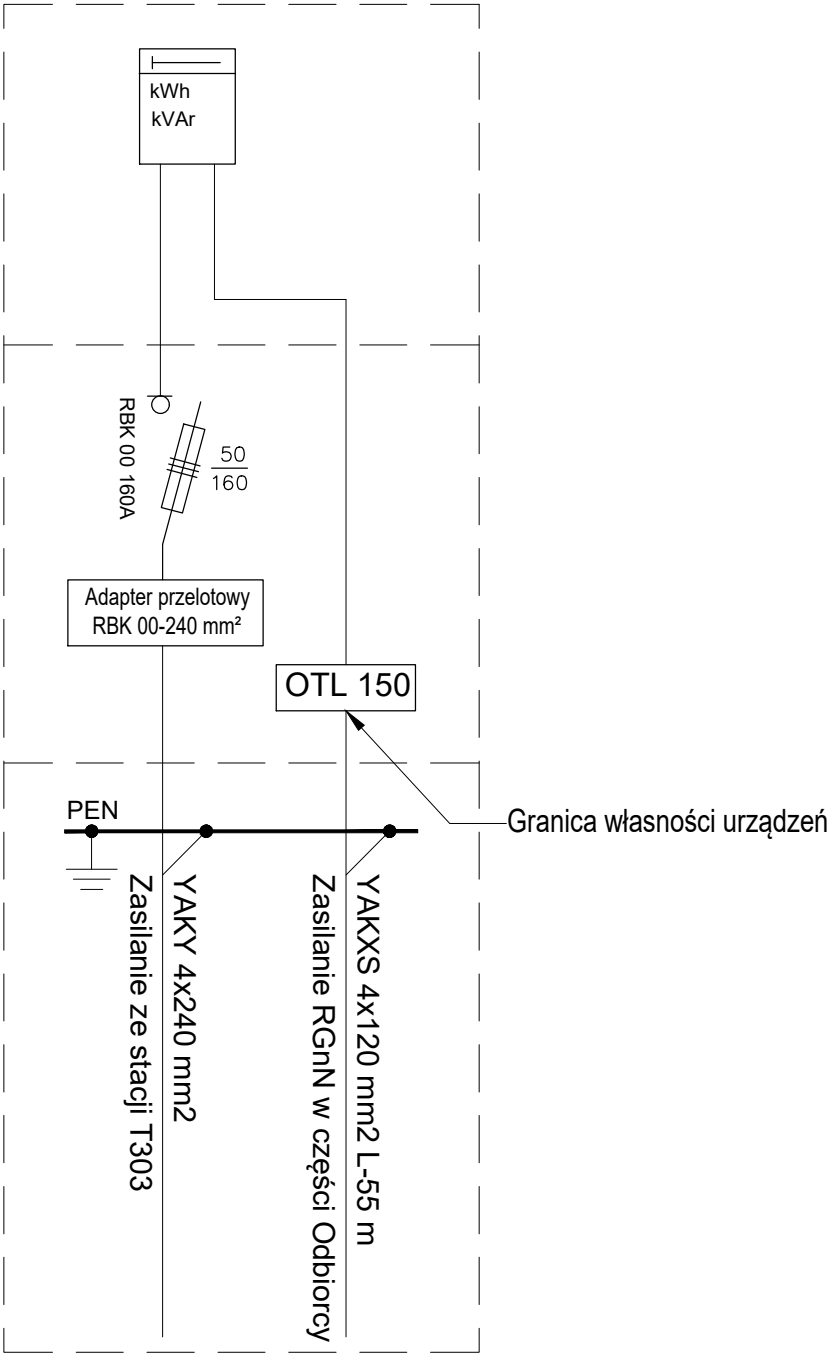 kWh
kVAr
RBK 00 160A
50
160
Adapter przelotowy
RBK 00-240 mm²
OTL 150
PEN
Granica własności urządzeń
YAKY 4x240 mm2
Zasilanie ze stacji T303
YAKXS 4x120 mm2 L-55 m
Zasilanie RGnN w części Odbiorcy